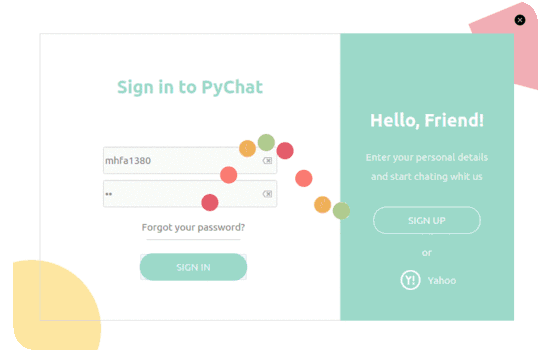 Sign in to PyChat
mhfa1380
••
Forgot your password?
SIGN IN
Hello, Friend!
Enter your personal details
and start chating whit us
SIGN UP
or
Y!
Yahoo